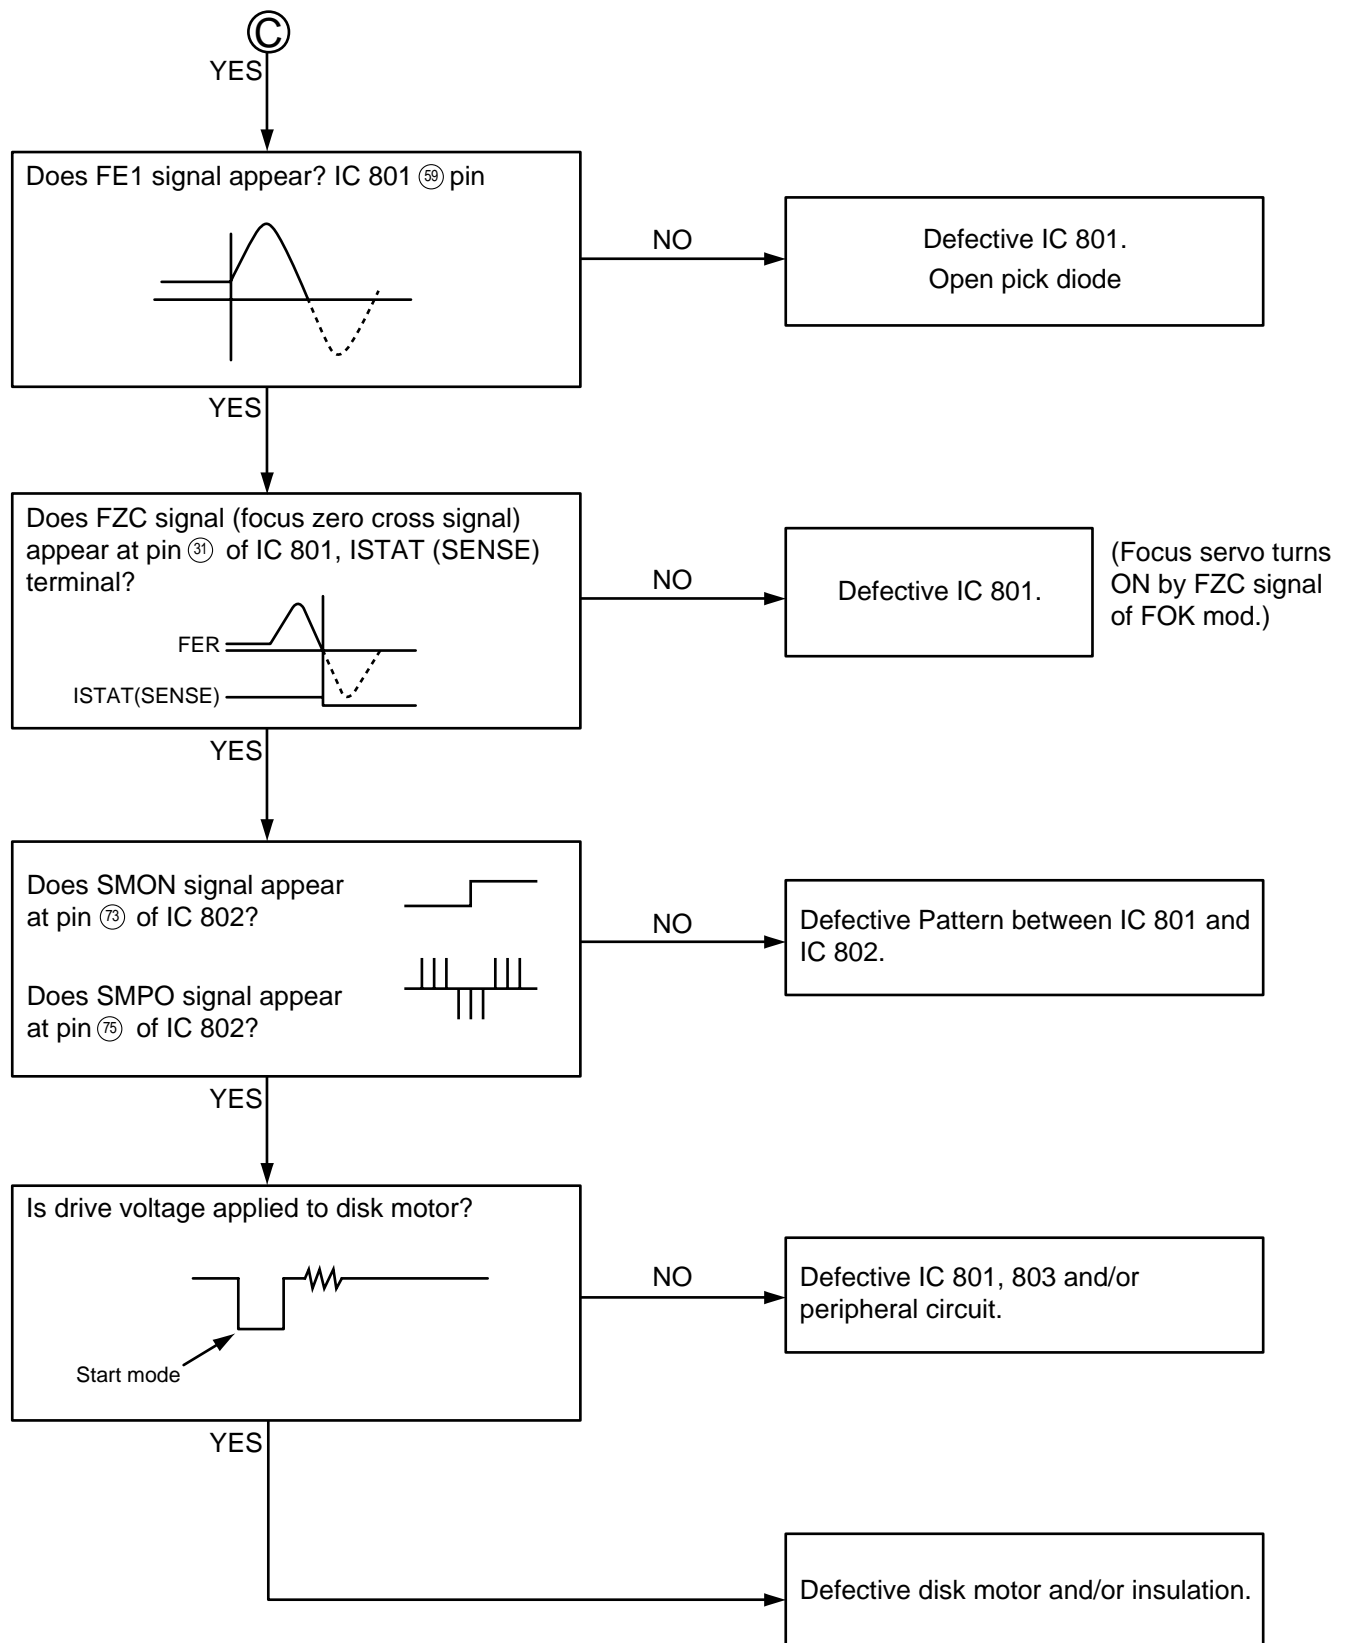 C
YES
Does FE1 signal appear? IC 801 59 pin
NO
Defective IC 801.
Open pick diode
YES
Does FZC signal (focus zero cross signal)
appear at pin 31 of IC 801, ISTAT (SENSE)
terminal?
FER
ISTAT(SENSE)
NO
Defective IC 801.
(Focus servo turns
ON by FZC signal
of FOK mod.)
YES
Does SMON signal appear
at pin 73 of IC 802?
Does SMPO signal appear
at pin 75 of IC 802?
NO
Defective Pattern between IC 801 and
IC 802.
YES
Is drive voltage applied to disk motor?
Start mode
NO
Defective IC 801, 803 and/or
peripheral circuit.
YES
Defective disk motor and/or insulation.